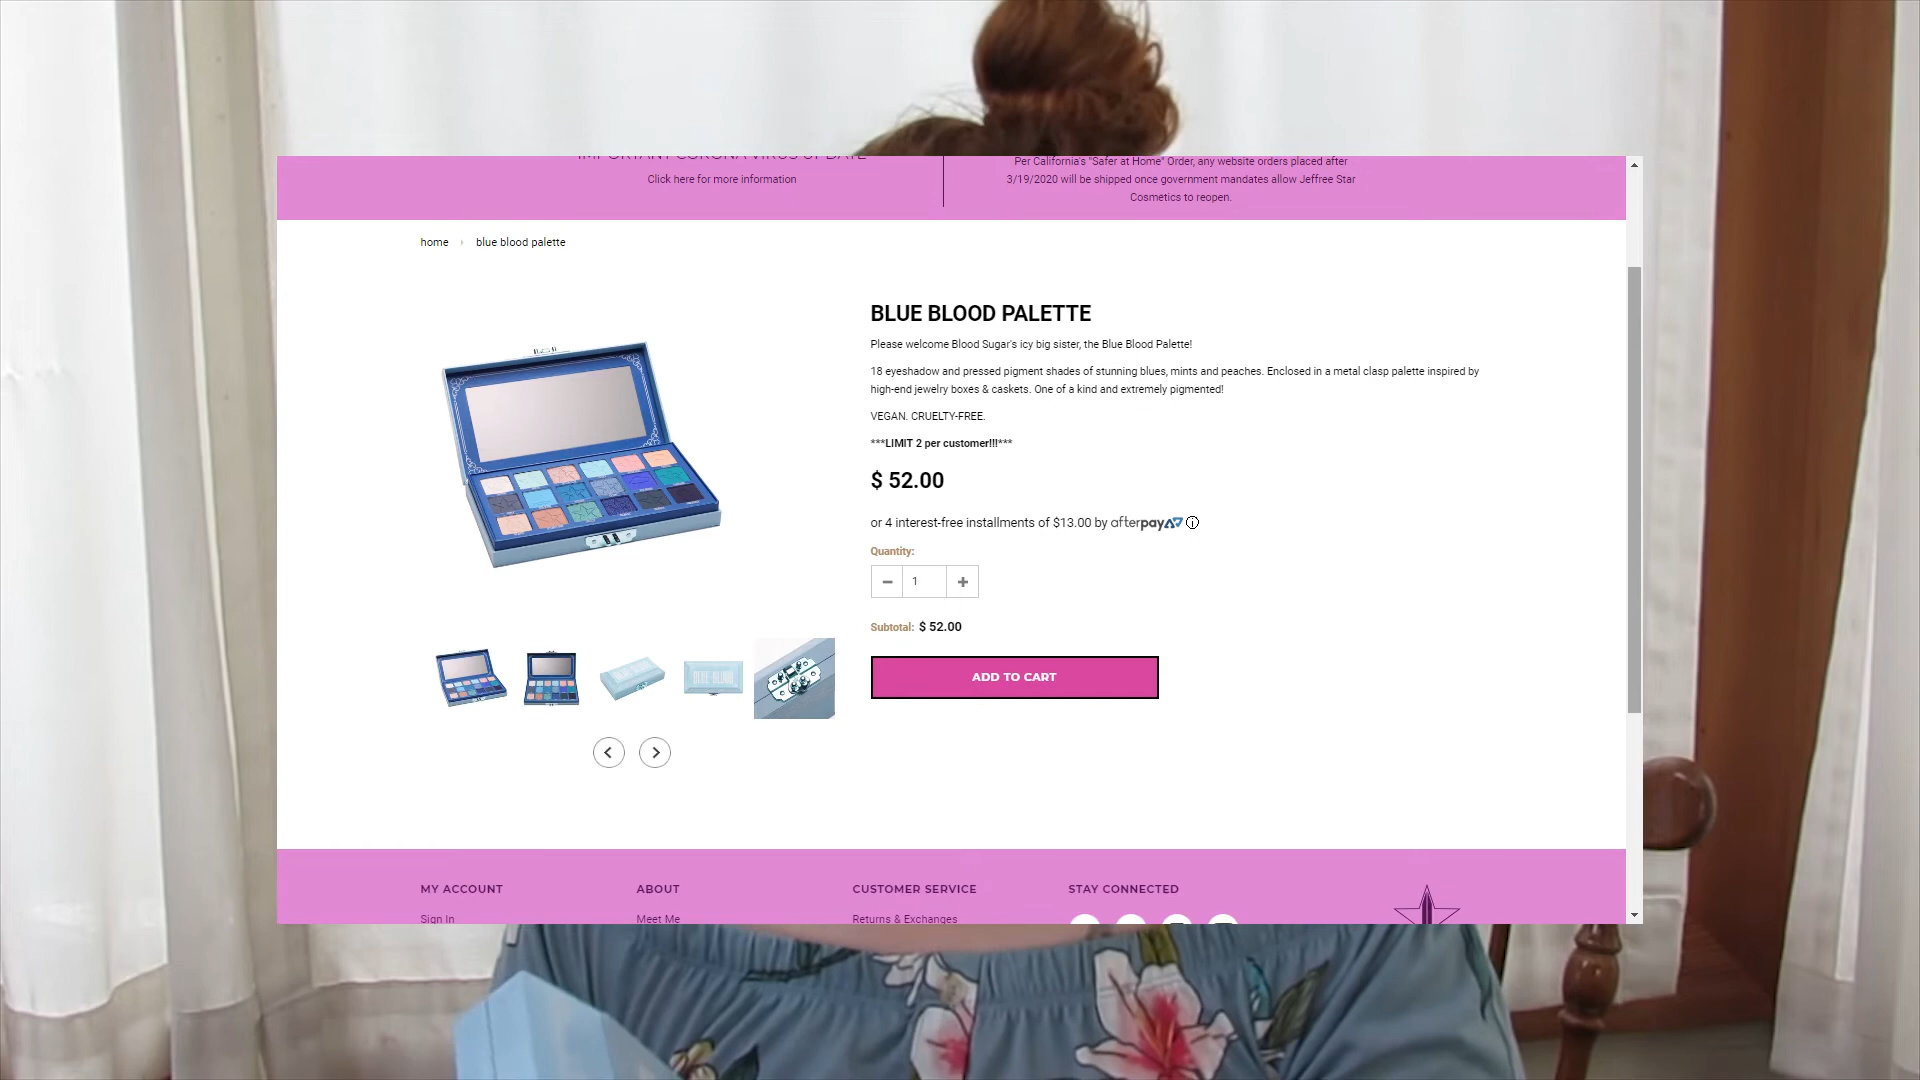 IMPORTANT CORONA VIRUS UPDATE
Click here for more information
Per California's "Safer at Home" Order, any website orders placed after
3/19/2020 will be shipped once government mandates allow Jeffree Star
Cosmetics to reopen.
home › blue blood palette
BLUE BLOOD PALETTE
Please welcome Blood Sugar's icy big sister, the Blue Blood Palette!
18 eyeshadow and pressed pigment shades of stunning blues, mints and peaches. Enclosed in a metal clasp palette inspired by
high-end jewelry boxes & caskets. One of a kind and extremely pigmented!
VEGAN. CRUELTY-FREE.
***LIMIT 2 per customer!!!***
$ 52.00
or 4 interest-free installments of $13.00 by afterpay
Quantity:
1
Subtotal: $ 52.00
ADD TO CART
BLUE BLOOD
MY ACCOUNT
Sign In
ABOUT
Meet Me
CUSTOMER SERVICE
Returns & Exchanges
STAY CONNECTED